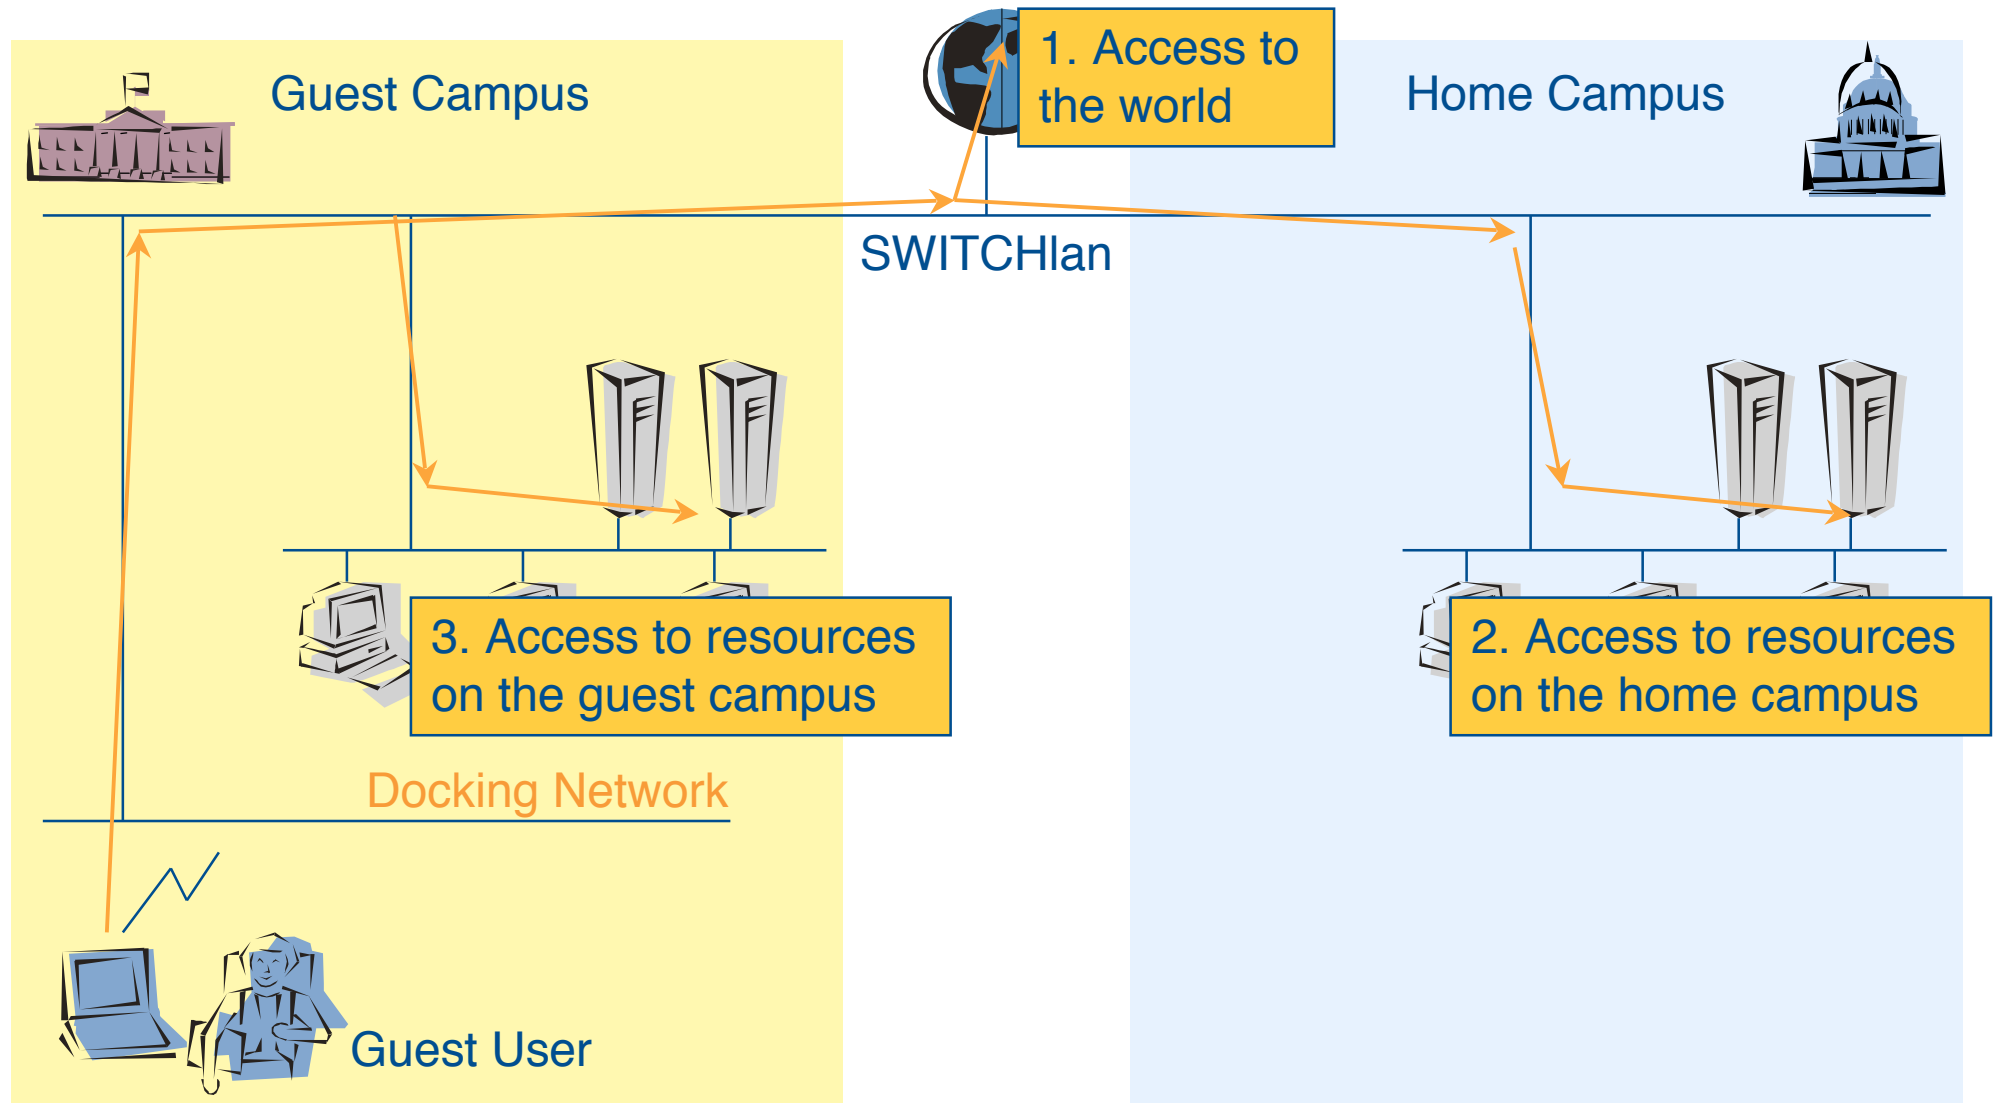 Guest Campus
1. Access to
the world
Home Campus
SWITCHlan
3. Access to resources
on the guest campus
2. Access to resources
on the home campus
Docking Network
Guest User